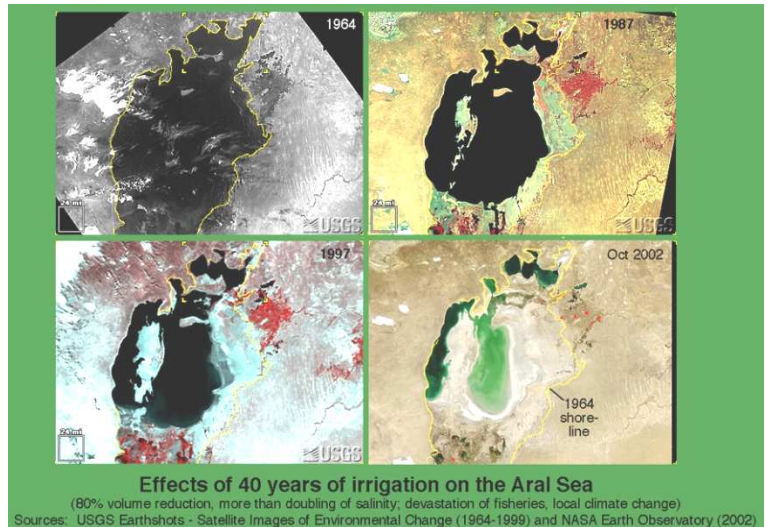 1964
24 mi
USGS
1987
24 mi
USGS
1997
24 mi
USGS
Oct 2002
1964
shore-
line
Effects of 40 years of irrigation on the Aral Sea
(80% volume reduction, more than doubling of salinity; devastation of fisheries, local climate change)
Sources: USGS Earthshots - Satellite Images of Environmental Change (1964-1999) and NASA Earth Observatory (2002)